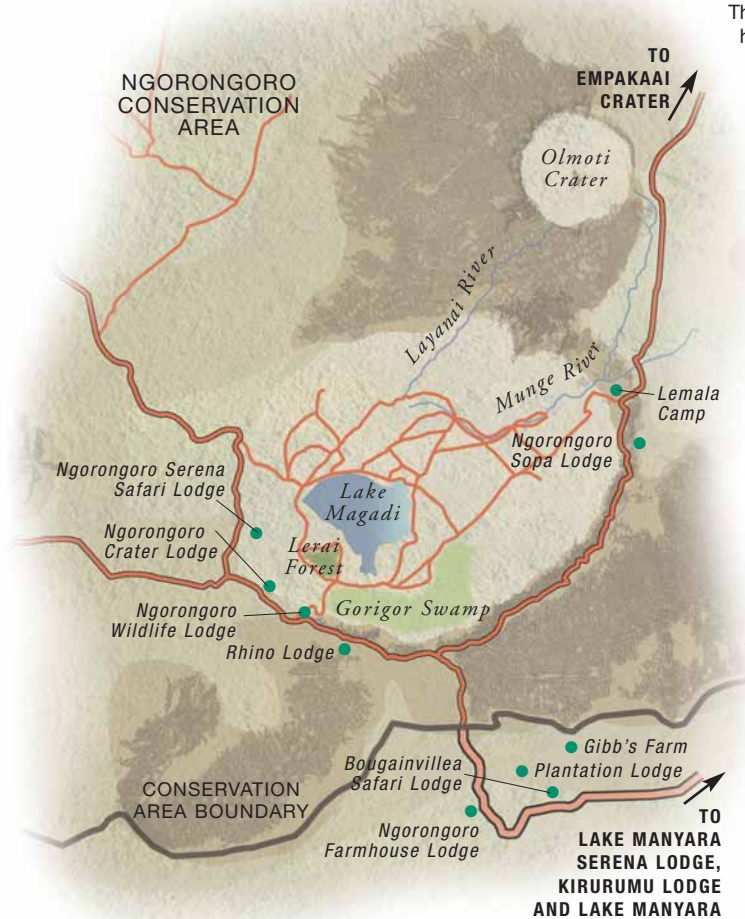 Th
h
TO
EMPAKAAI
CRATER
NGORONGORO
CONSERVATION
AREA
Olmoti
Crater
Layanai River
Munge River
Lemala
Camp
Ngorongoro
Sopa Lodge
Ngorongoro Serena
Safari Lodge
Lake
Magadi
Ngorongoro
Crater Lodge
Lerai
Forest
Ngorongoro
Wildlife Lodge
Gorigor Swamp
Rhino Lodge
Gibb's Farm
Bougainvillea
Safari Lodge
Plantation Lodge
CONSERVATION
AREA BOUNDARY
Ngorongoro
Farmhouse Lodge
TO
LAKE MANYARA
SERENA LODGE,
KIRURUMU LODGE
AND LAKE MANYARA